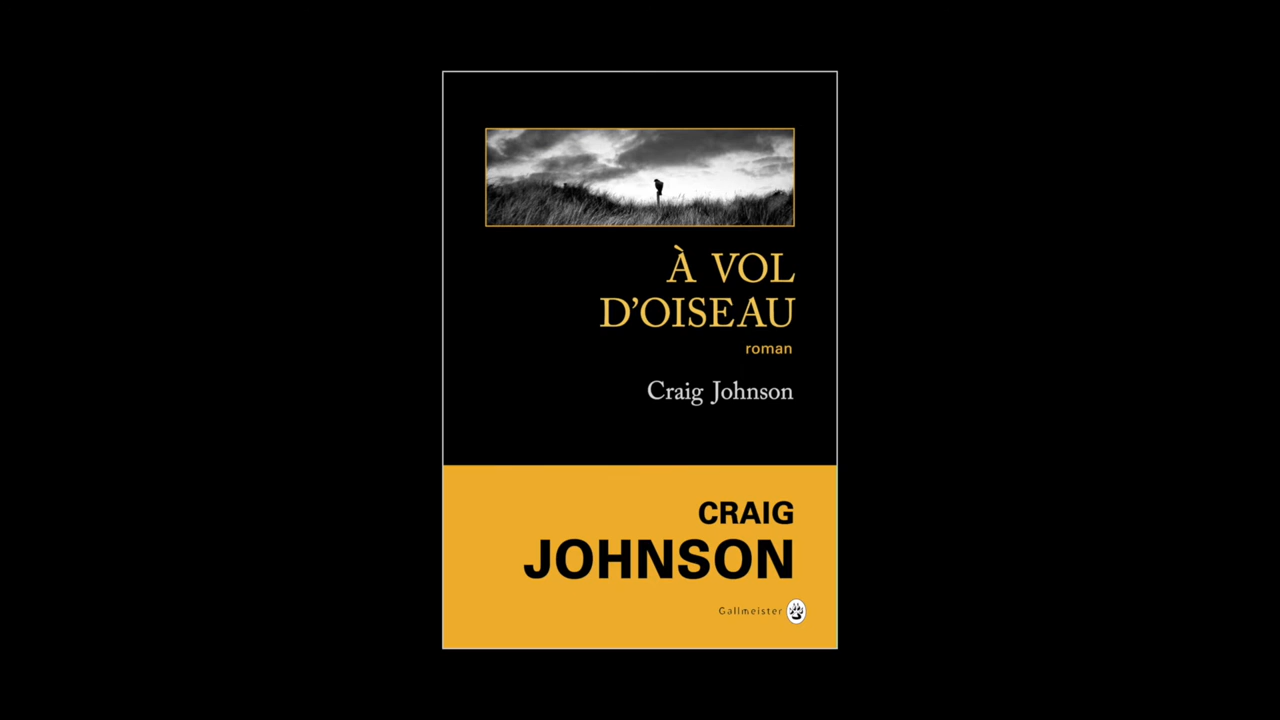 À VOL
D'OISEAU
roman
Craig Johnson
CRAIG
JOHNSON
Gallmeister